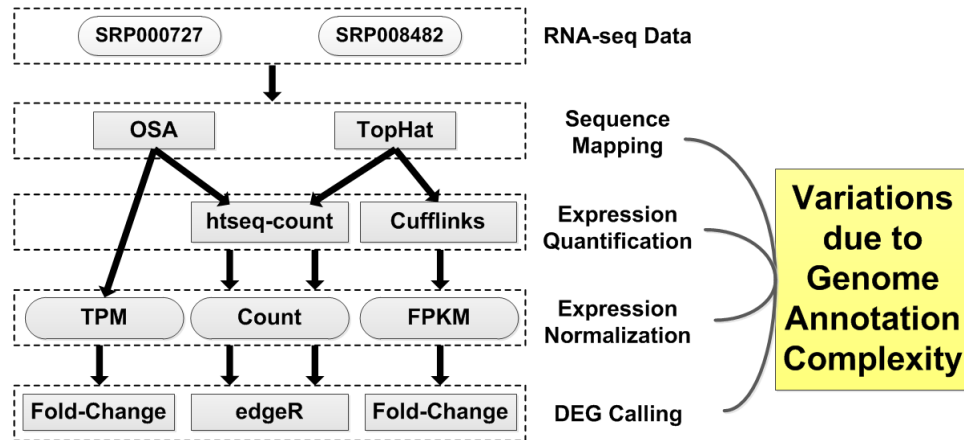 SRP000727
SRP008482
RNA-seq Data
OSA
TopHat
Sequence
Mapping
htseq-count
Cufflinks
Expression
Quantification
TPM
Count
FPKM
Expression
Normalization
Fold-Change
edgeR
Fold-Change
DEG Calling
Variations
due to
Genome
Annotation
Complexity